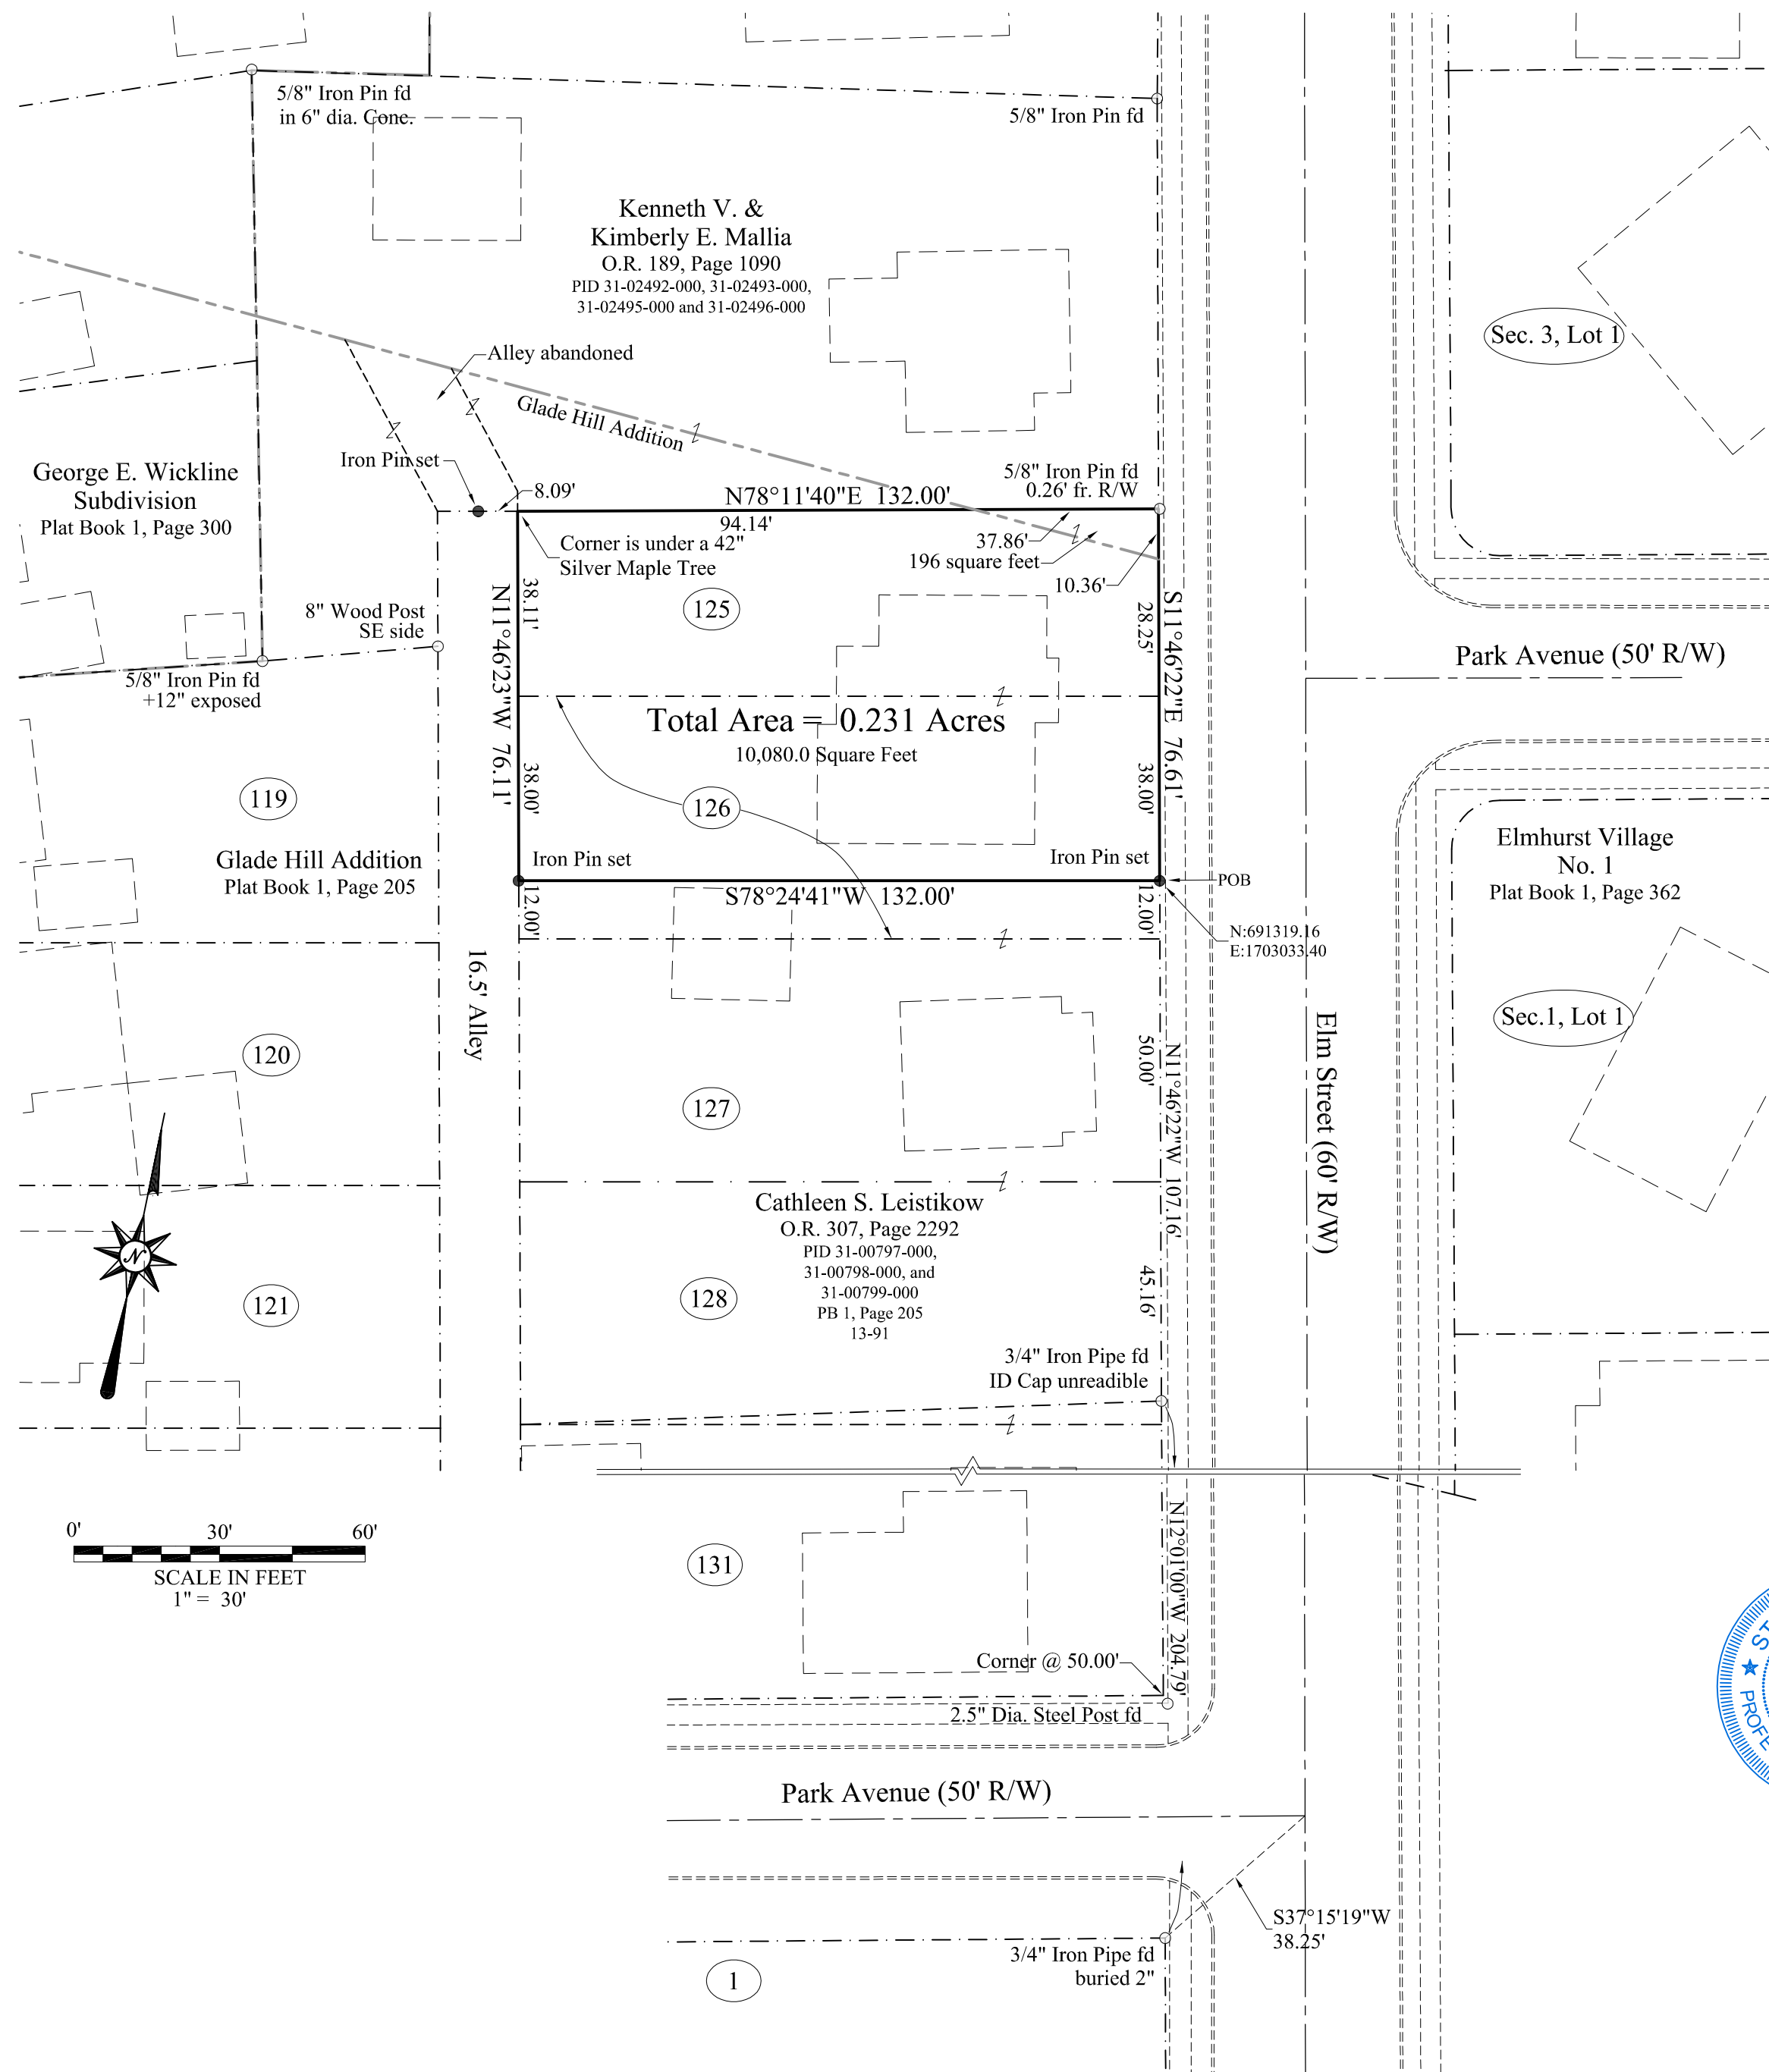 5/8" Iron Pin fd
in 6" dia. Conc.
5/8" Iron Pin fd
Kenneth V. &
Kimberly E. Mallia
O.R. 189, Page 1090
PID 31-02492-000, 31-02493-000,
31-02495-000 and 31-02496-000
Sec. 3, Lot 1
Alley abandoned
Glade Hill Addition
George E. Wickline
Subdivision
Plat Book 1, Page 300
Iron Pin set
8.09'
N78°11'40"E 132.00'
94.14'
5/8" Iron Pin fd
0.26' fr. R/W
Corner is under a 42"
Silver Maple Tree
37.86'
196 square feet
10.36'
8" Wood Post
SE side
N11°46'23"W 76.11'
38.11'
125
28.25'
S11°46'22"E 76.61'
Park Avenue (50' R/W)
5/8" Iron Pin fd
+12" exposed
Total Area = 0.231 Acres
10,080.0 Square Feet
38.00'
38.00'
119
126
Glade Hill Addition
Plat Book 1, Page 205
Elmhurst Village
No. 1
Plat Book 1, Page 362
Iron Pin set
Iron Pin set
POB
S78°24'41"W 132.00'
12.00'
12.00'
N:691319.16
E:1703033.40
16.5' Alley
Sec.1, Lot 1
120
127
50.00'
N11°46'22"W 107.16'
Elm Street (60' R/W)
Cathleen S. Leistikow
O.R. 307, Page 2292
PID 31-00797-000,
31-00798-000, and
31-00799-000
PB 1, Page 205
13-91
N
121
128
45.16'
3/4" Iron Pipe fd
ID Cap unreadible
0' 30' 60'
SCALE IN FEET
1" = 30'
131
N12°01'00"W 204.79'
Corner @ 50.00'
2.5" Dia. Steel Post fd
Park Avenue (50' R/W)
S37°15'19"W
38.25'
3/4" Iron Pipe fd
buried 2"
1